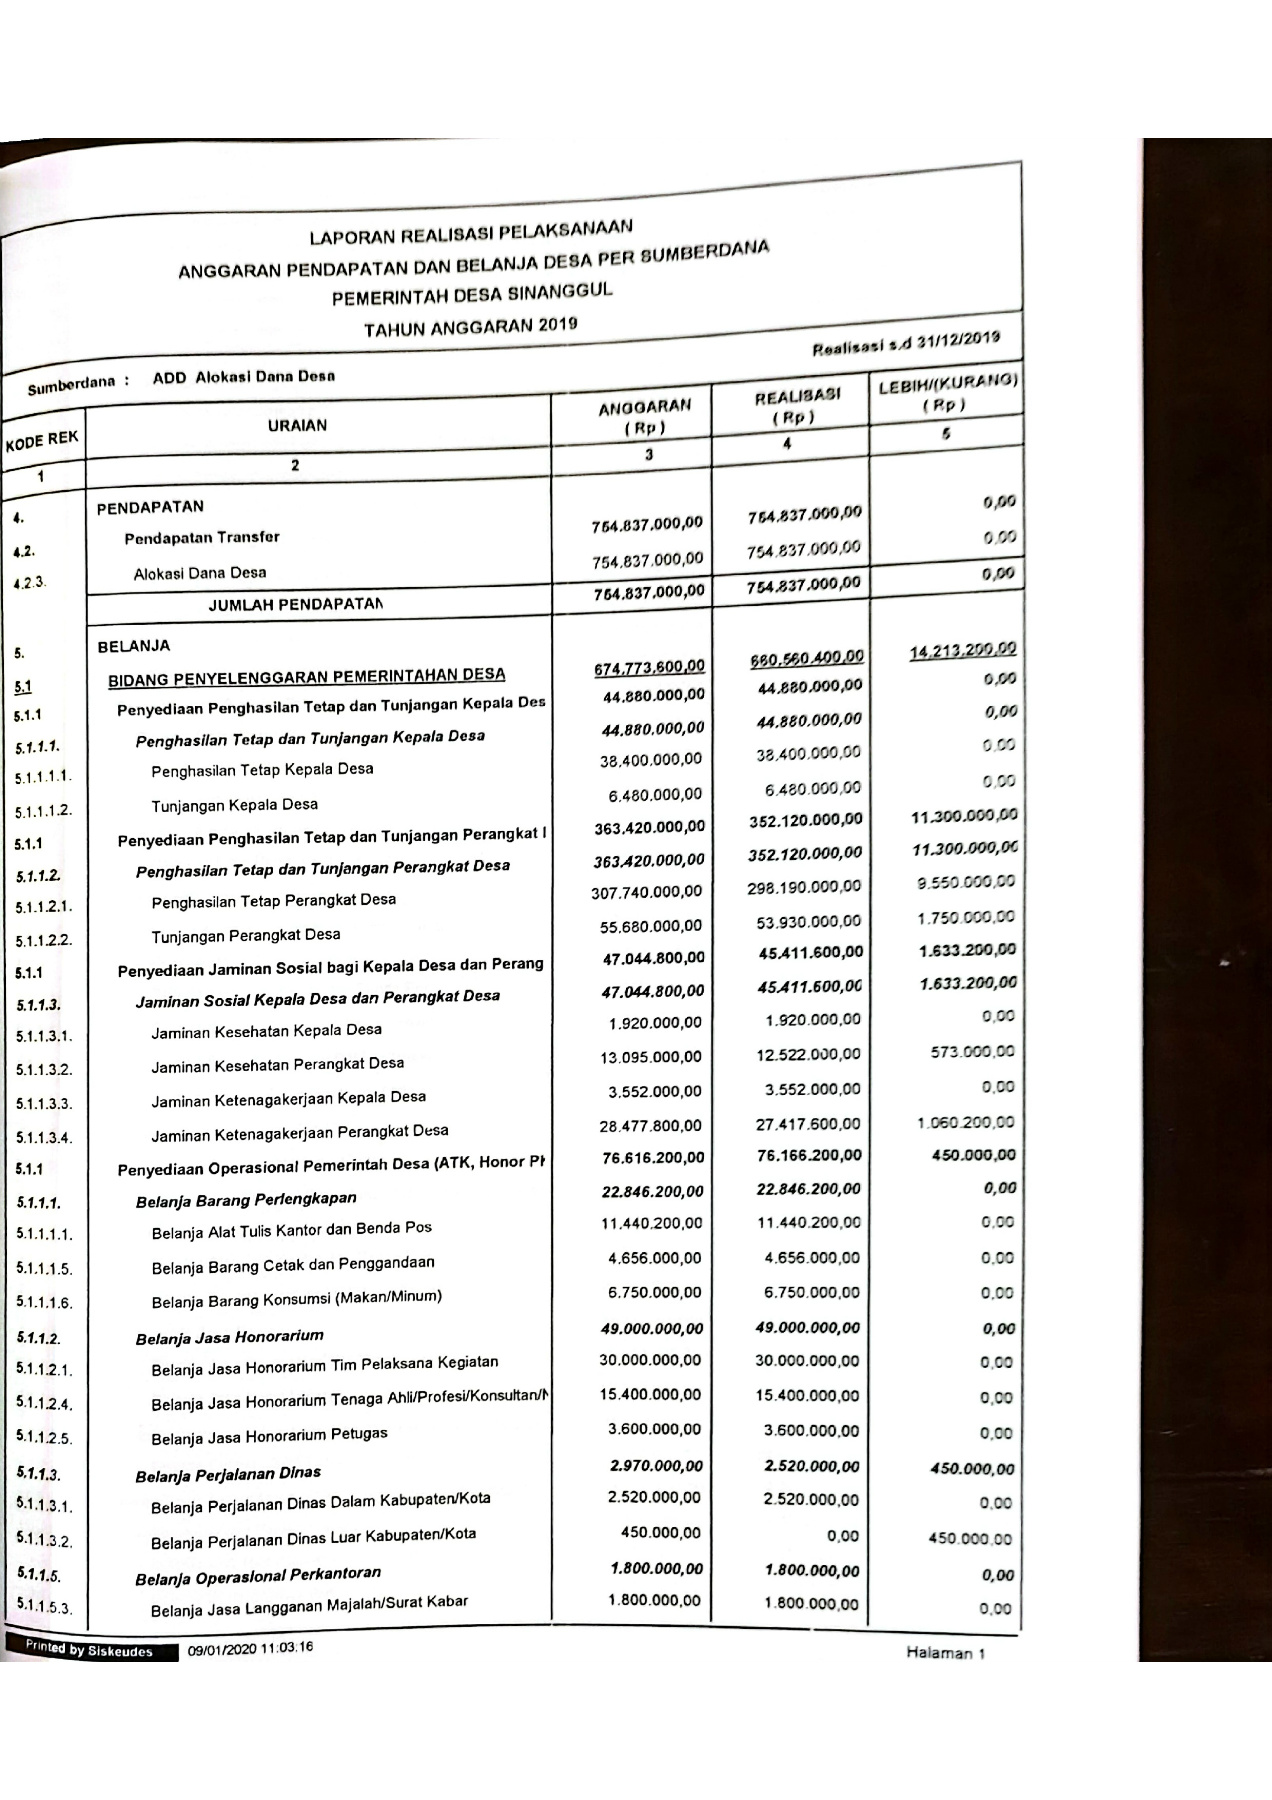 LAPORAN REALISASI PELAKSANAAN
ANGGARAN PENDAPATAN DAN BELANJA DESA PER SUMBERDANA
PEMERINTAH DESA SINANGGUL
TAHUN ANGGARAN 2019
Realisasi s.d 31/12/2019
Sumberdana : ADD Alokasi Dana Desa
KODE REK URAIAN ANGGARAN ( Rp ) REALISASI ( Rp ) LEBIH/(KURANG) ( Rp )
1 2 3 4 5
4. PENDAPATAN
4.2. Pendapatan Transfer 754.837.000,00 754.837.000,00 0,00
4.2.3. Alokasi Dana Desa 754.837.000,00 754.837.000,00 0,00
JUMLAH PENDAPATAN 754.837.000,00 754.837.000,00 0,00
5. BELANJA
5.1 BIDANG PENYELENGGARAN PEMERINTAHAN DESA 674.773.600,00 660.560.400,00 14.213.200,00
5.1.1 Penyediaan Penghasilan Tetap dan Tunjangan Kepala Des 44.880.000,00 44.880.000,00 0,00
5.1.1.1. Penghasilan Tetap dan Tunjangan Kepala Desa 44.880.000,00 44.880.000,00 0,00
5.1.1.1.1. Penghasilan Tetap Kepala Desa 38.400.000,00 38.400.000,00 0,00
5.1.1.1.2. Tunjangan Kepala Desa 6.480.000,00 6.480.000,00 0,00
5.1.1 Penyediaan Penghasilan Tetap dan Tunjangan Perangkat 363.420.000,00 352.120.000,00 11.300.000,00
5.1.1.2. Penghasilan Tetap dan Tunjangan Perangkat Desa 363.420.000,00 352.120.000,00 11.300.000,00
5.1.1.2.1. Penghasilan Tetap Perangkat Desa 307.740.000,00 298.190.000,00 9.550.000,00
5.1.1.2.2. Tunjangan Perangkat Desa 55.680.000,00 53.930.000,00 1.750.000,00
5.1.1 Penyediaan Jaminan Sosial bagi Kepala Desa dan Perang 47.044.800,00 45.411.600,00 1.633.200,00
5.1.1.3. Jaminan Sosial Kepala Desa dan Perangkat Desa 47.044.800,00 45.411.600,00 1.633.200,00
5.1.1.3.1. Jaminan Kesehatan Kepala Desa 1.920.000,00 1.920.000,00 0,00
5.1.1.3.2. Jaminan Kesehatan Perangkat Desa 13.095.000,00 12.522.000,00 573.000,00
5.1.1.3.3. Jaminan Ketenagakerjaan Kepala Desa 3.552.000,00 3.552.000,00 0,00
5.1.1.3.4. Jaminan Ketenagakerjaan Perangkat Desa 28.477.800,00 27.417.600,00 1.060.200,00
5.1.1 Penyediaan Operasional Pemerintah Desa (ATK, Honor 76.616.200,00 76.166.200,00 450.000,00
5.1.1.1. Belanja Barang Perlengkapan 22.846.200,00 22.846.200,00 0,00
5.1.1.1.1. Belanja Alat Tulis Kantor dan Benda Pos 11.440.200,00 11.440.200,00 0,00
5.1.1.1.5. Belanja Barang Cetak dan Penggandaan 4.656.000,00 4.656.000,00 0,00
5.1.1.1.6. Belanja Barang Konsumsi (Makan/Minum) 6.750.000,00 6.750.000,00 0,00
5.1.1.2. Belanja Jasa Honorarium 49.000.000,00 49.000.000,00 0,00
5.1.1.2.1. Belanja Jasa Honorarium Tim Pelaksana Kegiatan 30.000.000,00 30.000.000,00 0,00
5.1.1.2.4. Belanja Jasa Honorarium Tenaga Ahli/Profesi/Konsultan/ 15.400.000,00 15.400.000,00 0,00
5.1.1.2.5. Belanja Jasa Honorarium Petugas 3.600.000,00 3.600.000,00 0,00
5.1.1.3. Belanja Perjalanan Dinas 2.970.000,00 2.520.000,00 450.000,00
5.1.1.3.1. Belanja Perjalanan Dinas Dalam Kabupaten/Kota 2.520.000,00 2.520.000,00 0,00
5.1.1.3.2. Belanja Perjalanan Dinas Luar Kabupaten/Kota 450.000,00 0,00 450.000,00
5.1.1.5. Belanja Operasional Perkantoran 1.800.000,00 1.800.000,00 0,00
5.1.1.5.3. Belanja Jasa Langganan Majalah/Surat Kabar 1.800.000,00 1.800.000,00 0,00
Printed by Siskeudes 09/01/2020 11:03:16 Halaman 1